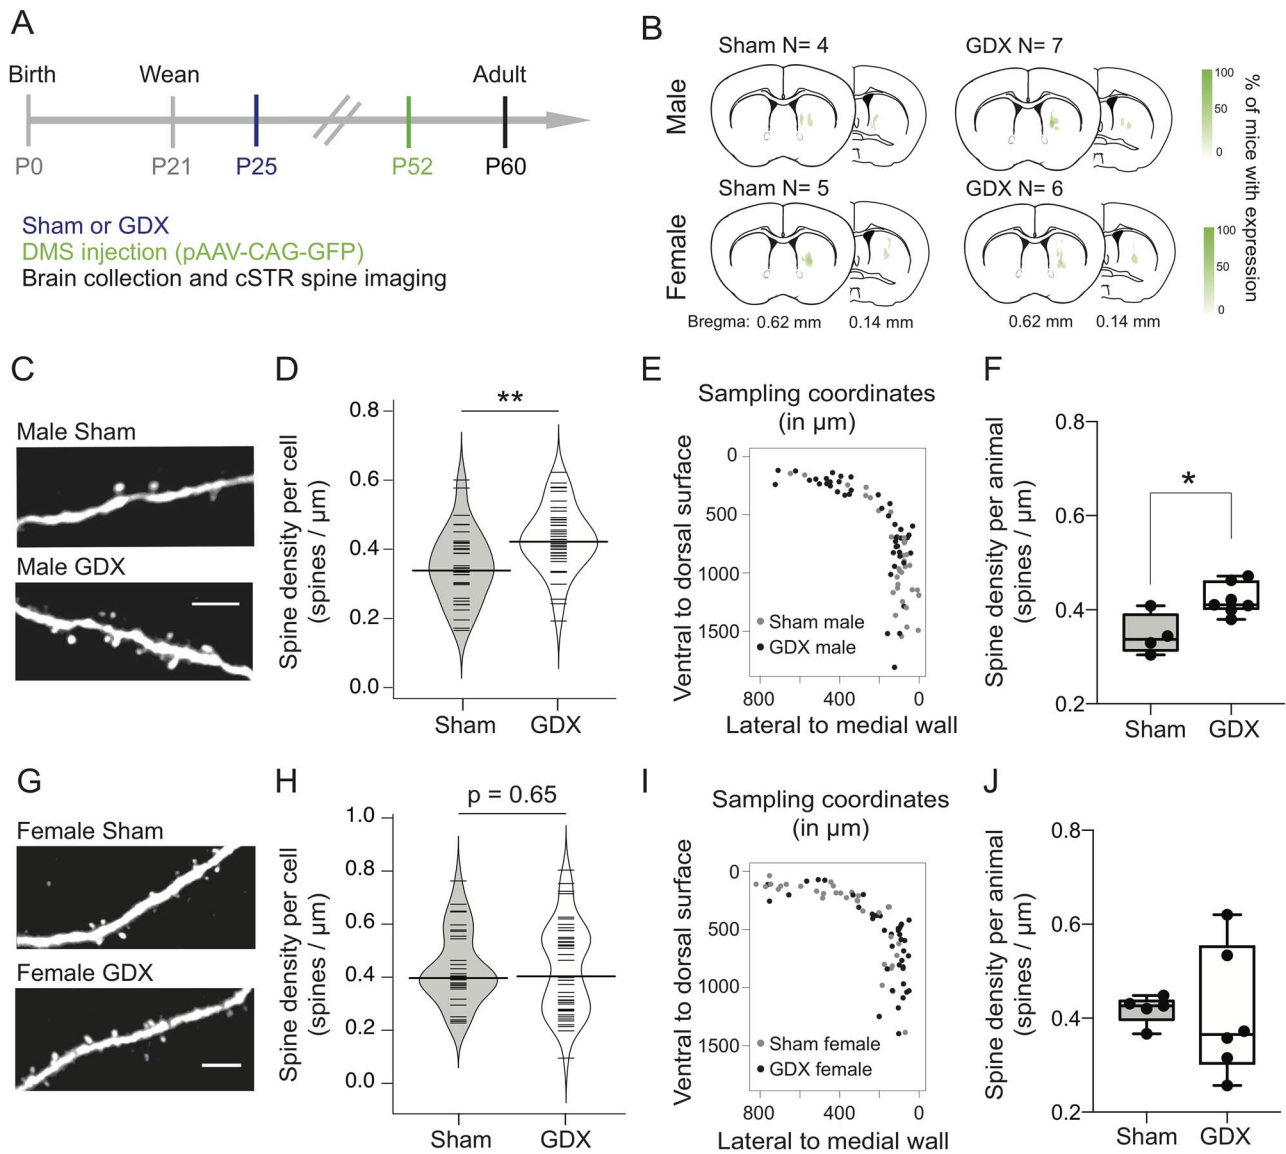 A
Birth
Wean
Adult
P0
P21
P25
P52
P60
Sham or GDX
DMS injection (pAAV-CAG-GFP)
Brain collection and cSTR spine imaging
B
Male
Sham N= 4
GDX N= 7
100
50
0
Female
Sham N= 5
GDX N= 6
100
50
0
% of mice with expression
Bregma: 0.62 mm
0.14 mm
0.62 mm
0.14 mm
C
Male Sham
Male GDX
D
Spine density per cell
(spines / µm)
0.8
0.6
0.4
0.2
0.0
**
Sham
GDX
E
Sampling coordinates
(in µm)
Ventral to dorsal surface
0
500
1000
1500
Sham male
GDX male
800
400
0
Lateral to medial wall
F
Spine density per animal
(spines / µm)
0.8
0.6
0.4
0.2
*
Sham
GDX
G
Female Sham
Female GDX
H
Spine density per cell
(spines / µm)
1.0
0.8
0.6
0.4
0.2
0.0
p = 0.65
Sham
GDX
I
Sampling coordinates
(in µm)
Ventral to dorsal surface
0
500
1000
1500
Sham female
GDX female
800
400
0
Lateral to medial wall
J
Spine density per animal
(spines / µm)
0.8
0.6
0.4
0.2
Sham
GDX